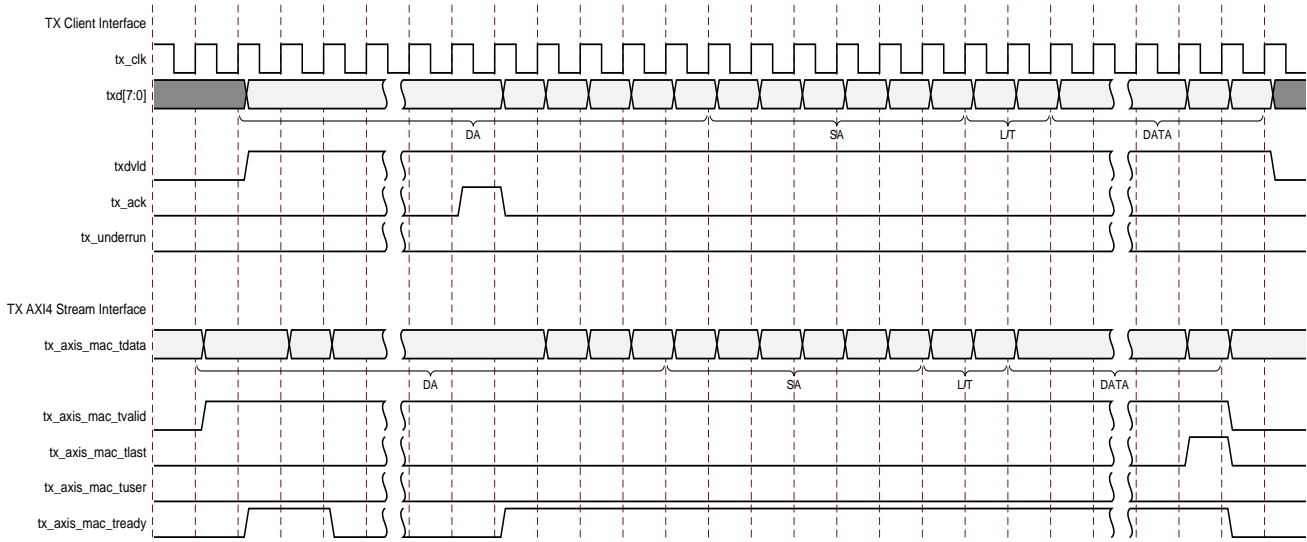 TX Client Interface
tx_clk
txd[7:0]
DA SA L/T DATA
txdvld
tx_ack
tx_underrun
TX AXI4 Stream Interface
tx_axis_mac_tdata
DA SA L/T DATA
tx_axis_mac_tvalid
tx_axis_mac_tlast
tx_axis_mac_tuser
tx_axis_mac_tready